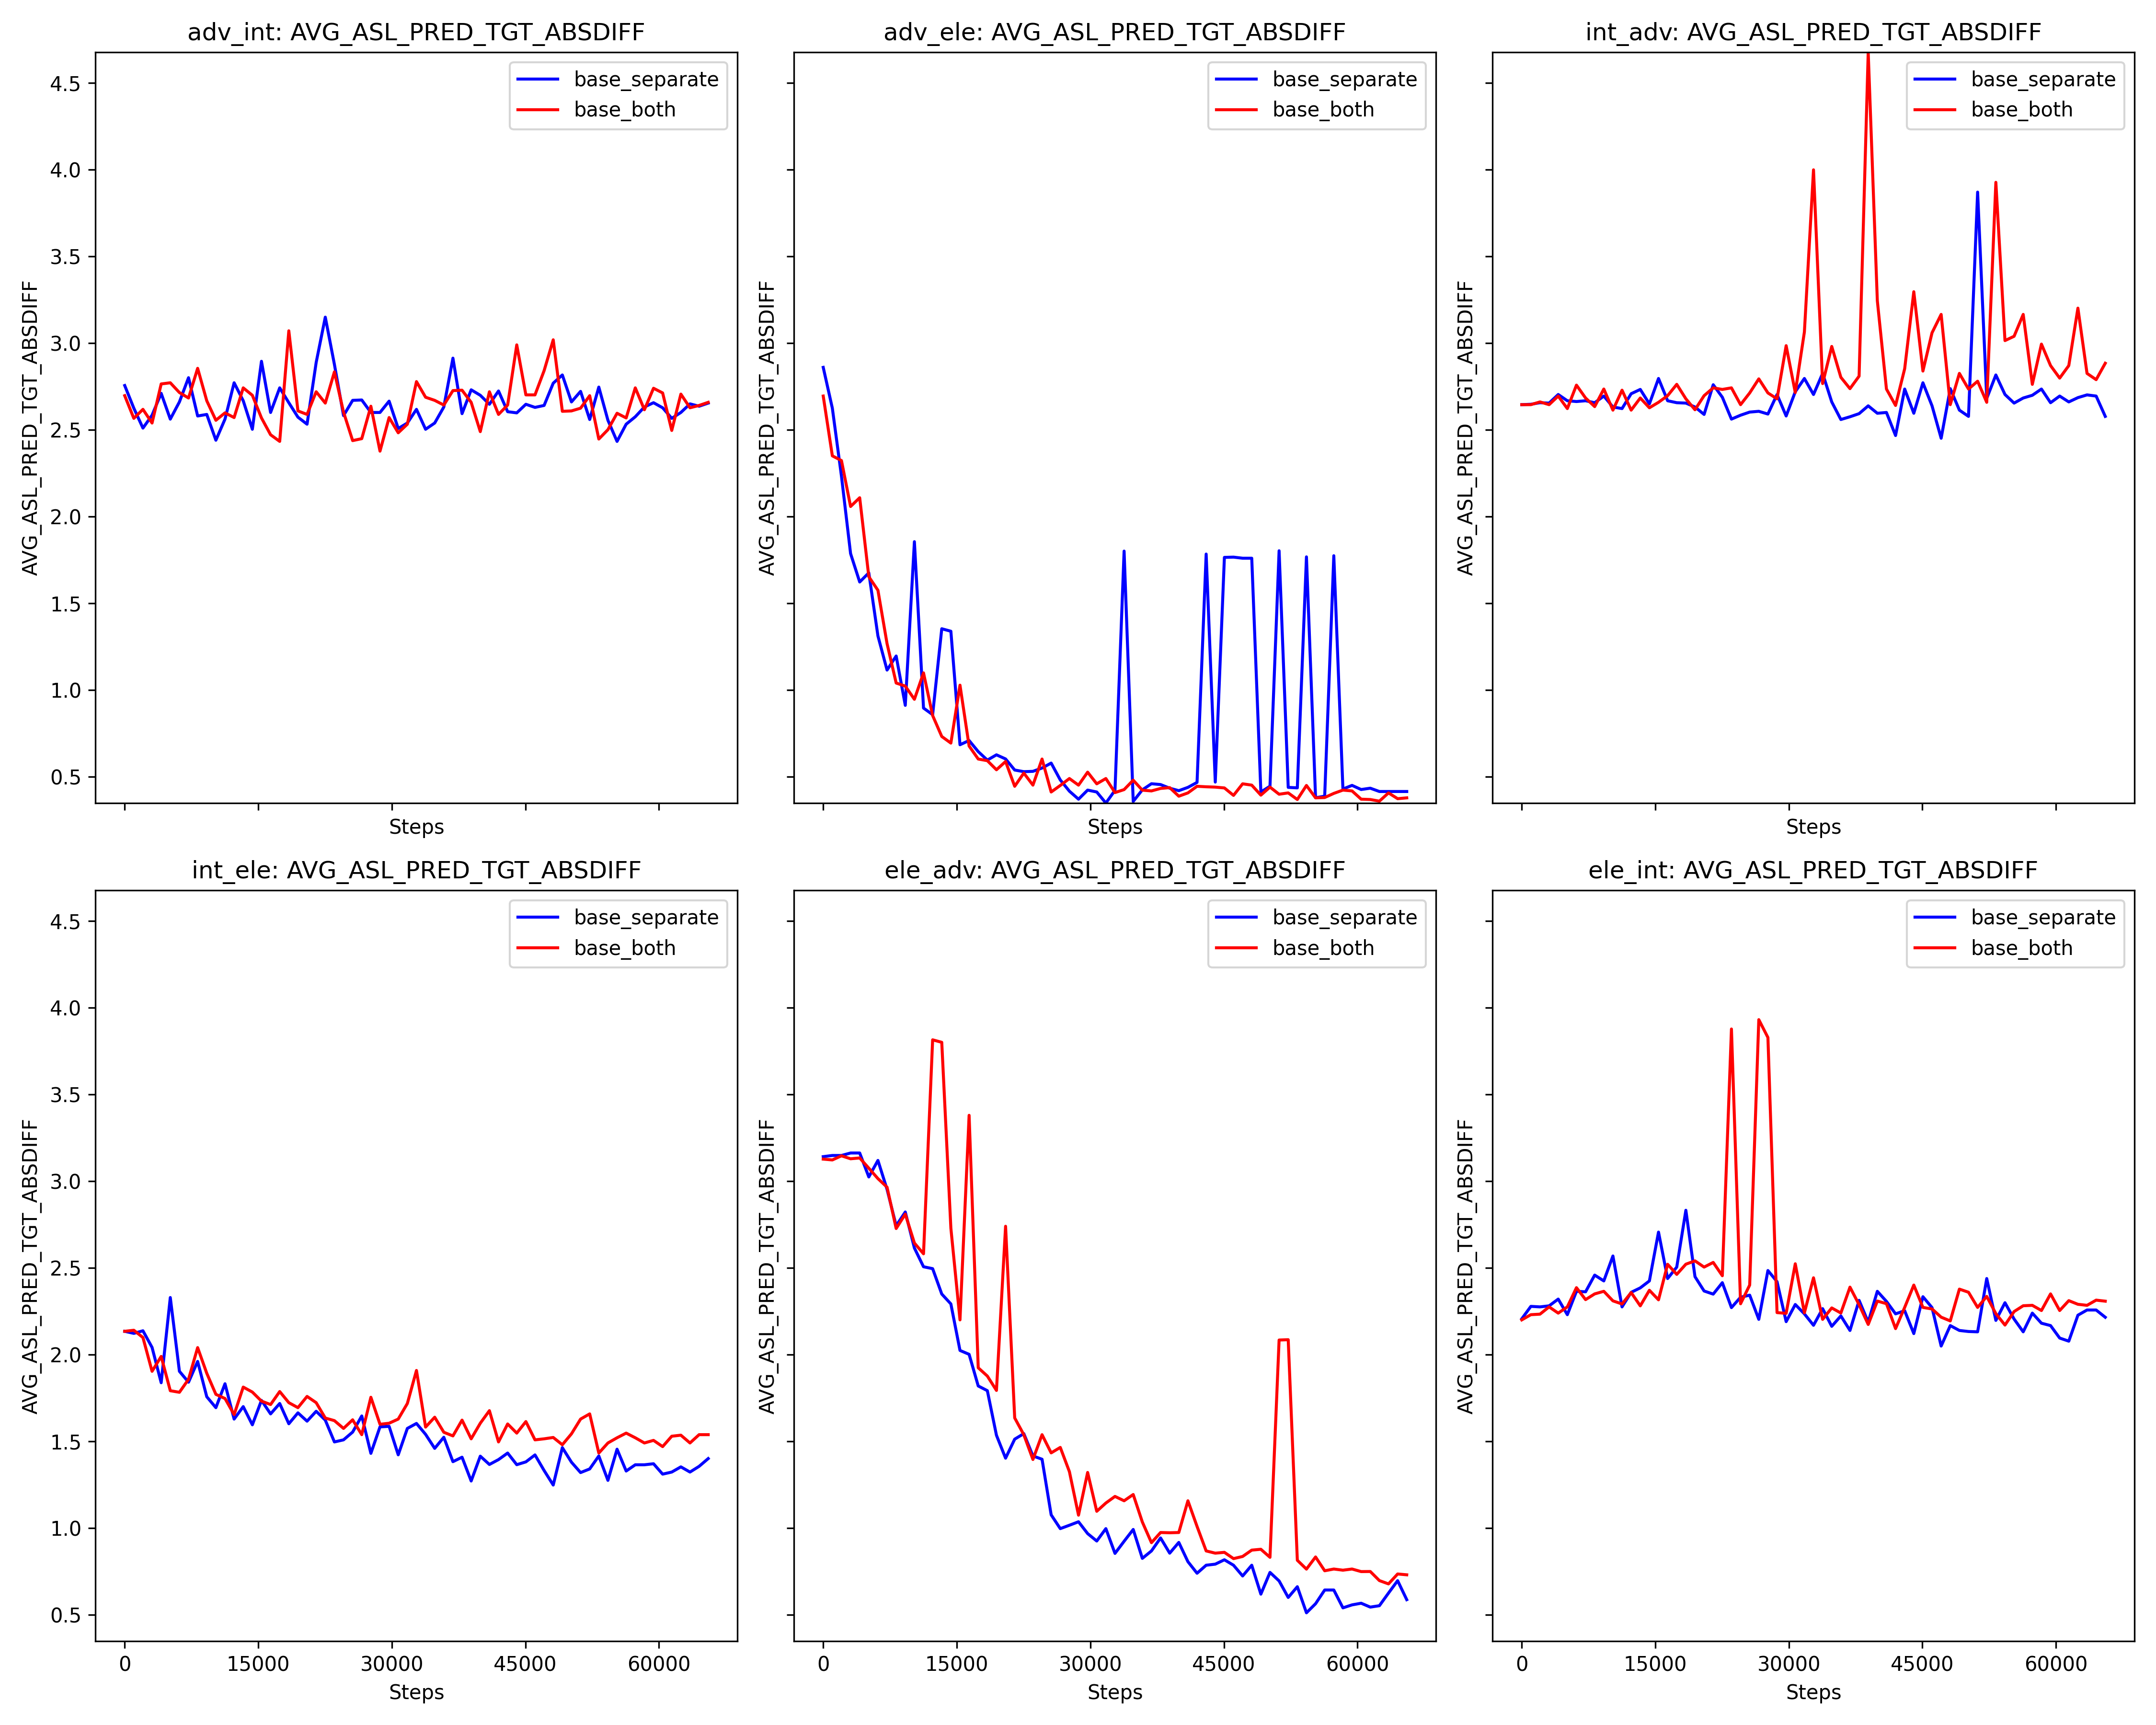 adv_int: AVG_ASL_PRED_TGT_ABSDIFF
AVG_ASL_PRED_TGT_ABSDIFF
4.5
4.0
3.5
3.0
2.5
2.0
1.5
1.0
0.5
base_separate
base_both
Steps
adv_ele: AVG_ASL_PRED_TGT_ABSDIFF
AVG_ASL_PRED_TGT_ABSDIFF
base_separate
base_both
Steps
int_adv: AVG_ASL_PRED_TGT_ABSDIFF
AVG_ASL_PRED_TGT_ABSDIFF
base_separate
base_both
Steps
int_ele: AVG_ASL_PRED_TGT_ABSDIFF
AVG_ASL_PRED_TGT_ABSDIFF
4.5
4.0
3.5
3.0
2.5
2.0
1.5
1.0
0.5
base_separate
base_both
0 15000 30000 45000 60000
Steps
ele_adv: AVG_ASL_PRED_TGT_ABSDIFF
AVG_ASL_PRED_TGT_ABSDIFF
base_separate
base_both
0 15000 30000 45000 60000
Steps
ele_int: AVG_ASL_PRED_TGT_ABSDIFF
AVG_ASL_PRED_TGT_ABSDIFF
base_separate
base_both
0 15000 30000 45000 60000
Steps